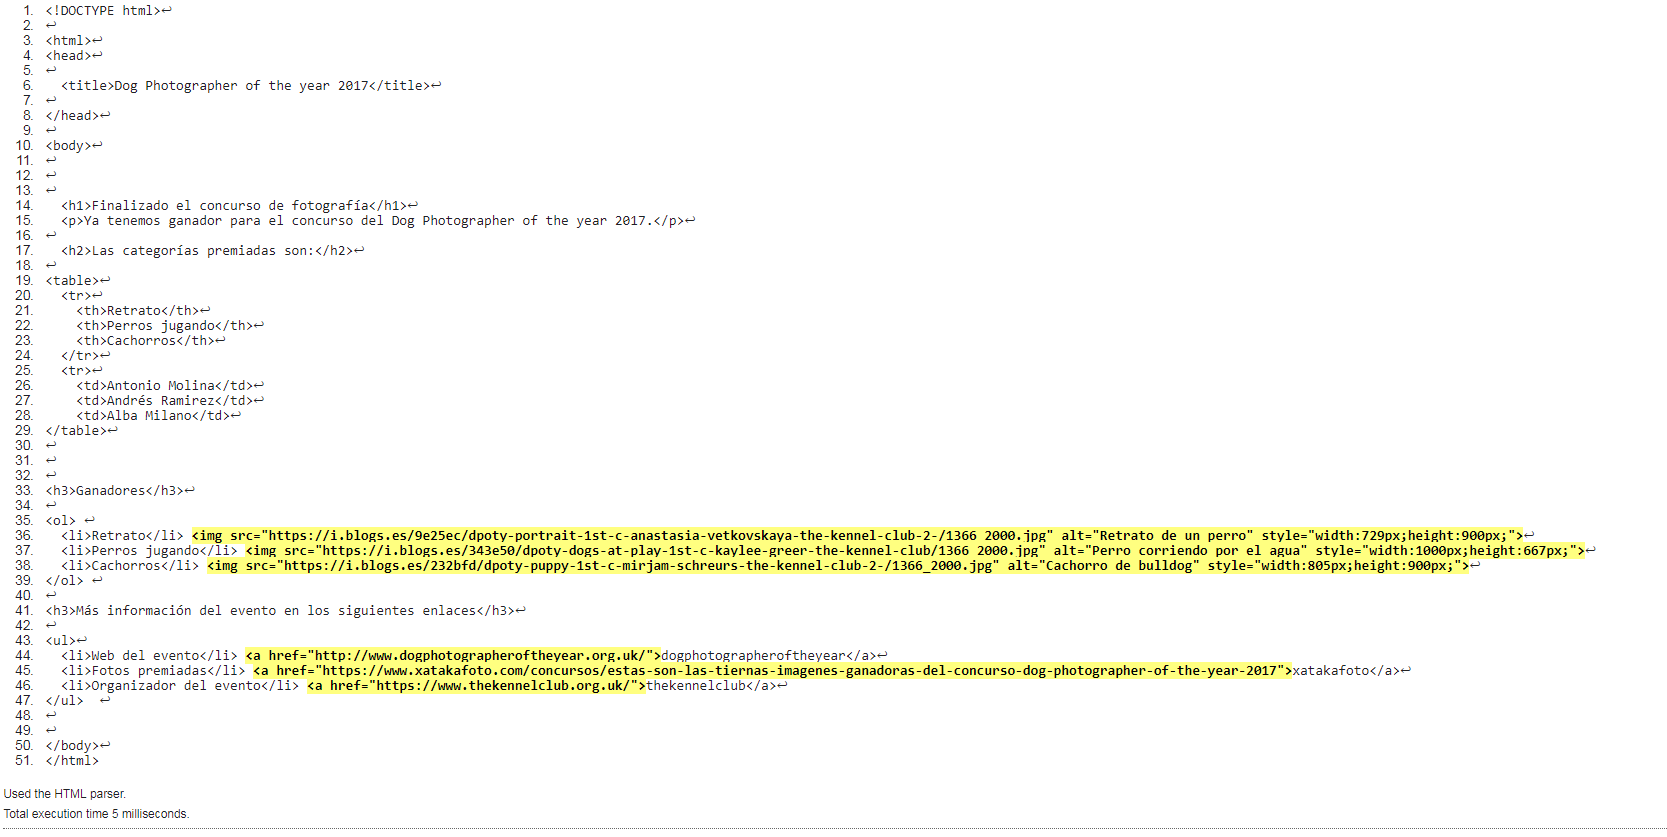 1. <!DOCTYPE html>↩
2. ↩
3. <html>↩
4. <head>↩
5. ↩
6. <title>Dog Photographer of the year 2017</title>↩
7. ↩
8. </head>↩
9. ↩
10. <body>↩
11. ↩
12. ↩
13. ↩
14. <h1>Finalizado el concurso de fotografía</h1>↩
15. <p>Ya tenemos ganador para el concurso del Dog Photographer of the year 2017.</p>↩
16. ↩
17. <h2>Las categorías premiadas son:</h2>↩
18. ↩
19. <table>↩
20. <tr>↩
21. <th>Retrato</th>↩
22. <th>Perros jugando</th>↩
23. <th>Cachorros</th>↩
24. </tr>↩
25. <tr>↩
26. <td>Antonio Molina</td>↩
27. <td>Andrés Ramirez</td>↩
28. <td>Alba Milano</td>↩
29. </table>↩
30. ↩
31. ↩
32. ↩
33. <h3>Ganadores</h3>↩
34. ↩
35. <ol> ↩
36. <li>Retrato</li> <img src="https://i.blogs.es/9e25ec/dpoty-portrait-1st-c-anastasia-vetkovskaya-the-kennel-club-2-/1366_2000.jpg" alt="Retrato de un perro" style="width:729px;height:900px;">↩
37. <li>Perros jugando</li> <img src="https://i.blogs.es/343e50/dpoty-dogs-at-play-1st-c-kaylee-greer-the-kennel-club/1366_2000.jpg" alt="Perro corriendo por el agua" style="width:1000px;height:667px;">↩
38. <li>Cachorros</li> <img src="https://i.blogs.es/232bfd/dpoty-puppy-1st-c-mirjam-schreurs-the-kennel-club-2-/1366_2000.jpg" alt="Cachorro de bulldog" style="width:805px;height:900px;">↩
39. </ol> ↩
40. ↩
41. <h3>Más información del evento en los siguientes enlaces</h3>↩
42. ↩
43. <ul>↩
44. <li>Web del evento</li> <a href="http://www.dogphotographeroftheyear.org.uk/">dogphotographeroftheyear</a>↩
45. <li>Fotos premiadas</li> <a href="https://www.xatakafoto.com/concursos/estas-son-las-tiernas-imagenes-ganadoras-del-concurso-dog-photographer-of-the-year-2017">xatakafoto</a>↩
46. <li>Organizador del evento</li> <a href="https://www.thekennelclub.org.uk/">thekennelclub</a>↩
47. </ul> ↩
48. ↩
49. ↩
50. </body>↩
51. </html>
Used the HTML parser.
Total execution time 5 milliseconds.